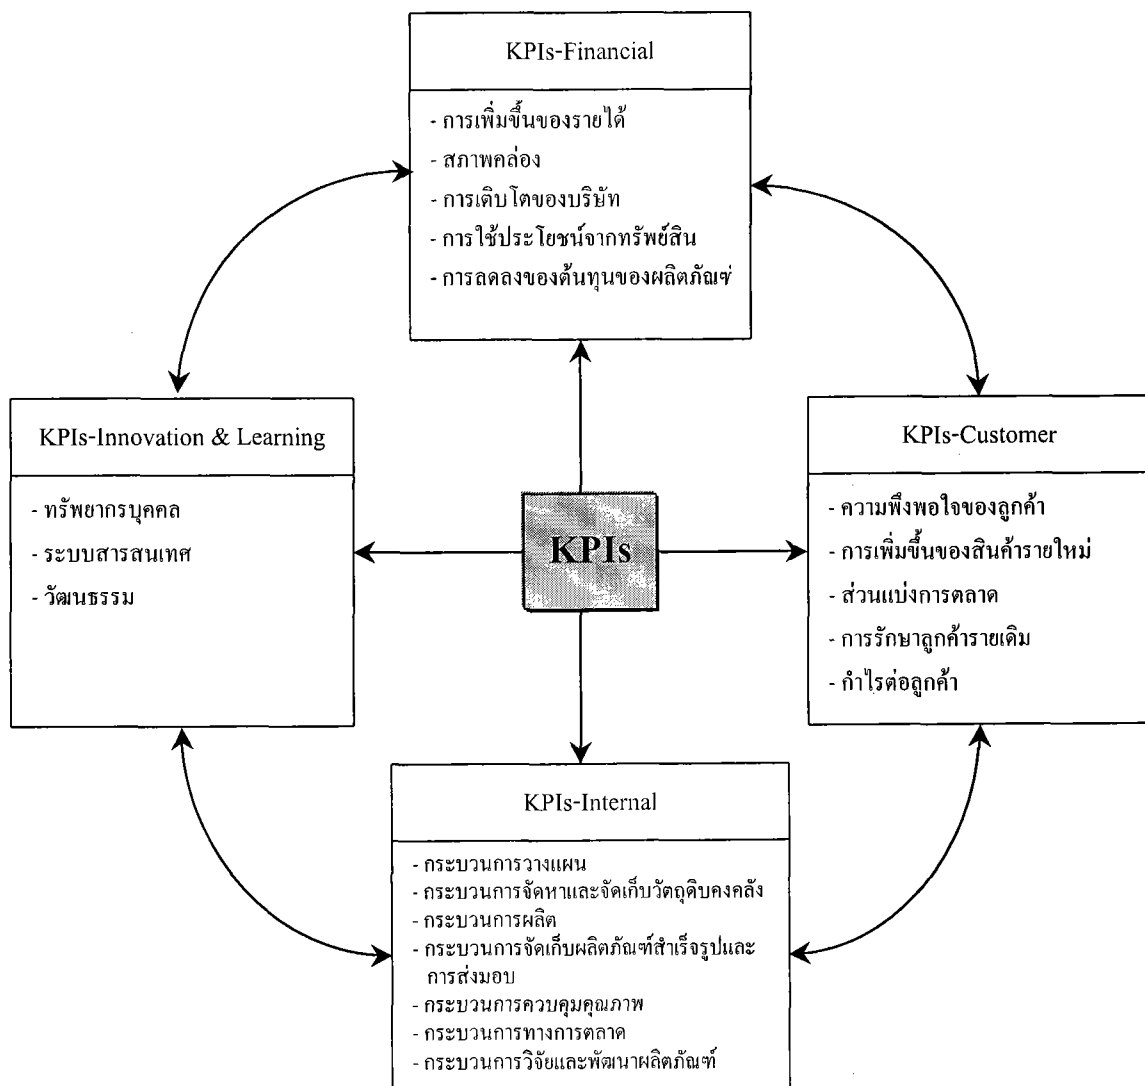 KPIs-Financial
- การเพิ่มขึ้นของรายได้
- สภาพคล่อง
- การเติบโตของบริษัท
- การใช้ประโยชน์จากทรัพย์สิน
- การลดลงของต้นทุนของผลิตภัณฑ์
KPIs-Innovation & Learning
- ทรัพยากรบุคคล
- ระบบสารสนเทศ
- วัฒนธรรม
KPIs
KPIs-Customer
- ความพึงพอใจของลูกค้า
- การเพิ่มขึ้นของสินค้ารายใหม่
- ส่วนแบ่งการตลาด
- การรักษาลูกค้ารายเดิม
- กำไรต่อลูกค้า
KPIs-Internal
- กระบวนการวางแผน
- กระบวนการจัดหาและจัดเก็บวัตถุดิบคงคลัง
- กระบวนการผลิต
- กระบวนการจัดเก็บผลิตภัณฑ์สำเร็จรูปและ
การส่งมอบ
- กระบวนการควบคุมคุณภาพ
- กระบวนการทางการตลาด
- กระบวนการวิจัยและพัฒนาผลิตภัณฑ์